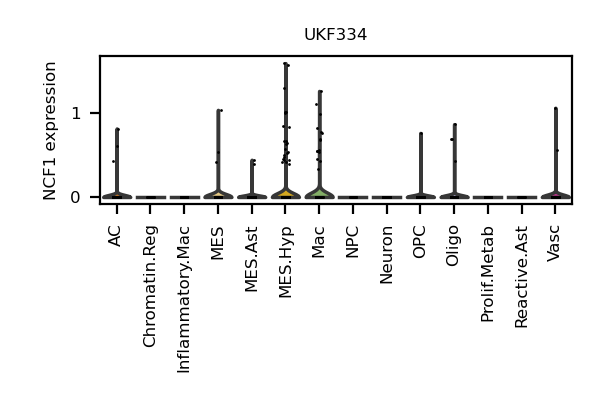 UKF334
NCF1 expression
1
0
AC
Chromatin.Reg
Inflammatory.Mac
MES
MES.Ast
MES.Hyp
Mac
NPC
Neuron
OPC
Oligo
Prolif.Metab
Reactive.Ast
Vasc